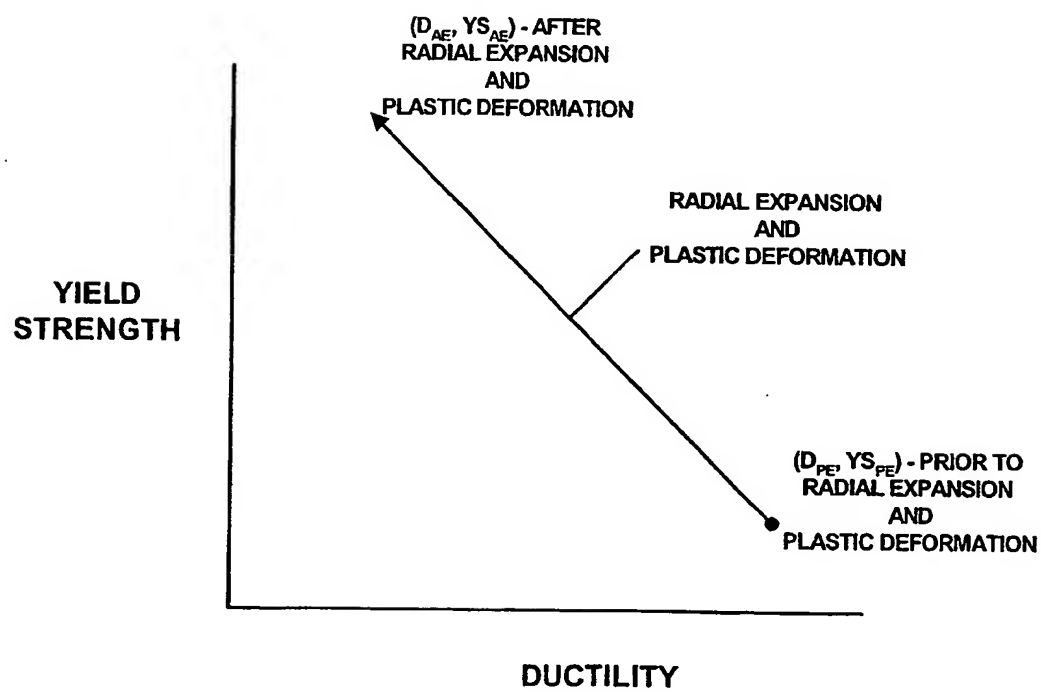 (D_AE, YS_AE) - AFTER
RADIAL EXPANSION
AND
PLASTIC DEFORMATION
RADIAL EXPANSION
AND
PLASTIC DEFORMATION
YIELD
STRENGTH
(D_PE, YS_PE) - PRIOR TO
RADIAL EXPANSION
AND
PLASTIC DEFORMATION
DUCTILITY